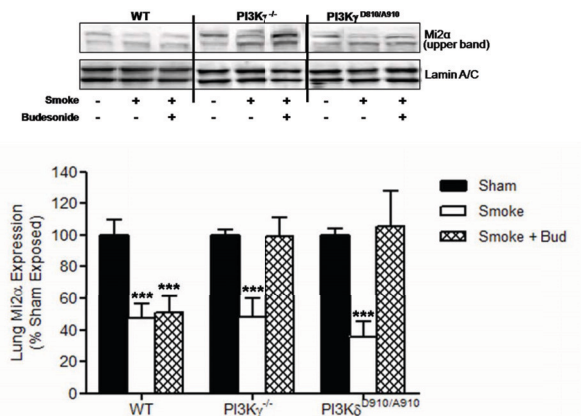 WT PI3Kγ-/- PI3Kγ D810/A910
Mi2α
(upper band)
Lamin A/C
Smoke - + + - + + - + +
Budesonide + + +
140
120
100
80
60
40
20
0
Lung Mi2α Expression
(% Sham Exposed)
Sham
Smoke
Smoke + Bud
*** *** *** ***
WT PI3Kγ-/- PI3Kδ D910/A910